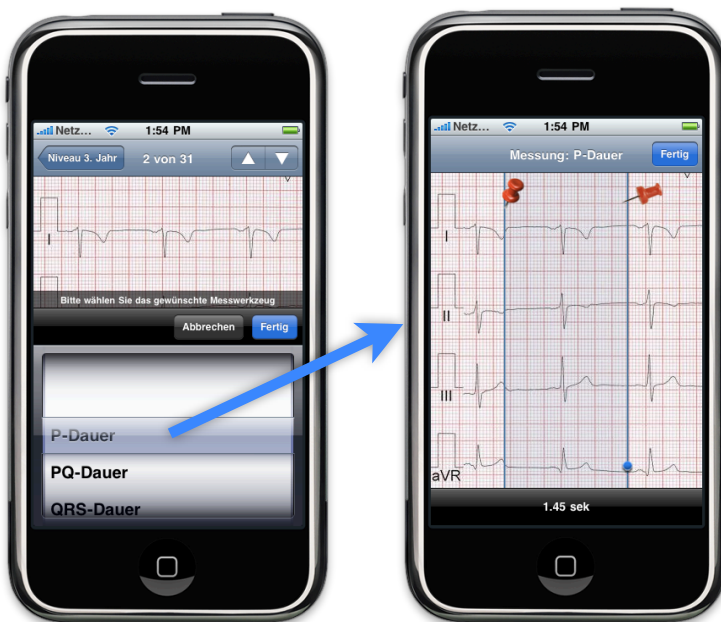 Netz... 1:54 PM
Niveau 3. Jahr 2 von 31
I
Bitte wählen Sie das gewünschte Messwerkzeug
Abbrechen Fertig
P-Dauer
PQ-Dauer
QRS-Dauer
Netz... 1:54 PM
Messung: P-Dauer Fertig
I
II
III
aVR
1.45 sek